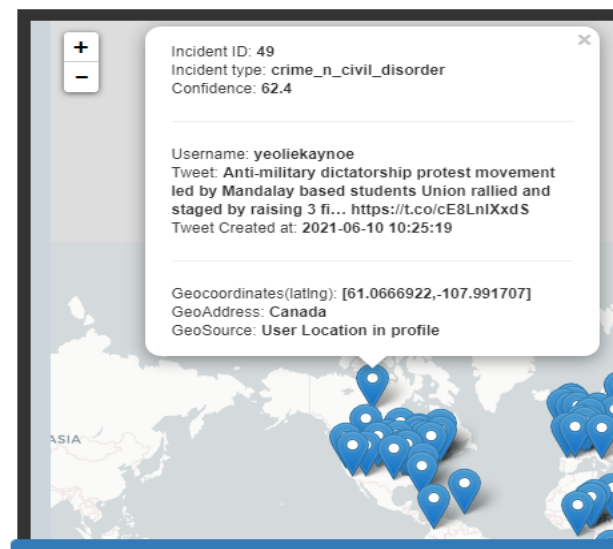 +
−
×
Incident ID: 49
Incident type: crime_n_civil_disorder
Confidence: 62.4
Username: yeoliekaynoe
Tweet: Anti-military dictatorship protest movement
led by Mandalay based students Union rallied and
staged by raising 3 fi... https://t.co/cE8LnIXxdS
Tweet Created at: 2021-06-10 10:25:19
Geocoordinates(latlng): [61.0666922,-107.991707]
GeoAddress: Canada
GeoSource: User Location in profile
ASIA